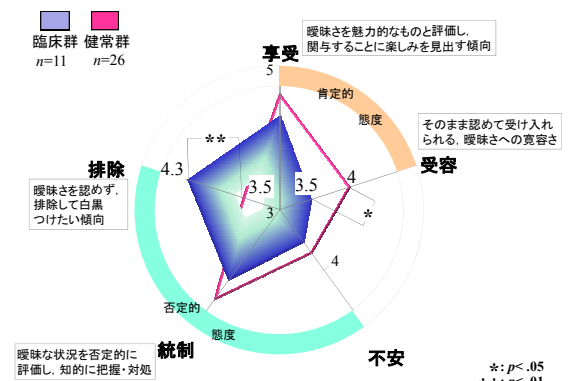 臨床群 健常群
n=11 n=26
曖昧さを魅力的なものと評価し,
関与することに楽しみを見出す傾向
享受
5
肯定的
態度
そのまま認めて受け入れ
られる, 曖昧さへの寛容さ
受容
**
排除
4.3
3.5
3.5
4
*
3
曖昧さを認めず,
排除して白黒
つけたい傾向
4
否定的
態度
統制
不安
曖昧な状況を否定的に
評価し, 知的に把握・対処
*: p< .05
**: p< .01